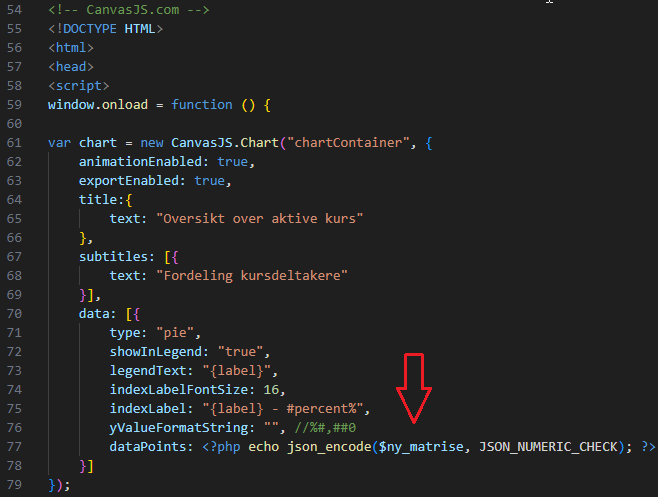 54 <!-- CanvasJS.com -->
55 <!DOCTYPE HTML>
56 <html>
57 <head>
58 <script>
59 window.onload = function () {
60
61 var chart = new CanvasJS.Chart("chartContainer", {
62     animationEnabled: true,
63     exportEnabled: true,
64     title:{
65         text: "Oversikt over aktive kurs"
66     },
67     subtitles: [{
68         text: "Fordeling kursdeltakere"
69     }],
70     data: [{
71         type: "pie",
72         showInLegend: "true",
73         legendText: "{label}",
74         indexLabelFontSize: 16,
75         indexLabel: "{label} - #percent%",
76         yValueFormatString: "", //%#,##0
77         dataPoints: <?php echo json_encode($ny_matrise, JSON_NUMERIC_CHECK); ?>
78     }]
79 });